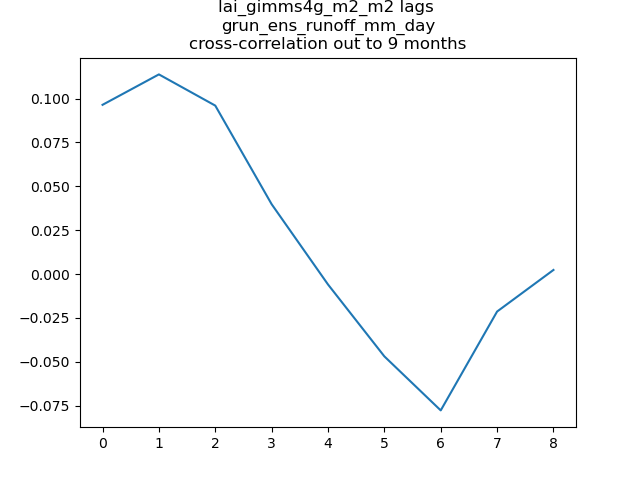 lai_gimms4g_m2_m2 lags
grun_ens_runoff_mm_day
cross-correlation out to 9 months
0.100
0.075
0.050
0.025
0.000
−0.025
−0.050
−0.075
0 1 2 3 4 5 6 7 8